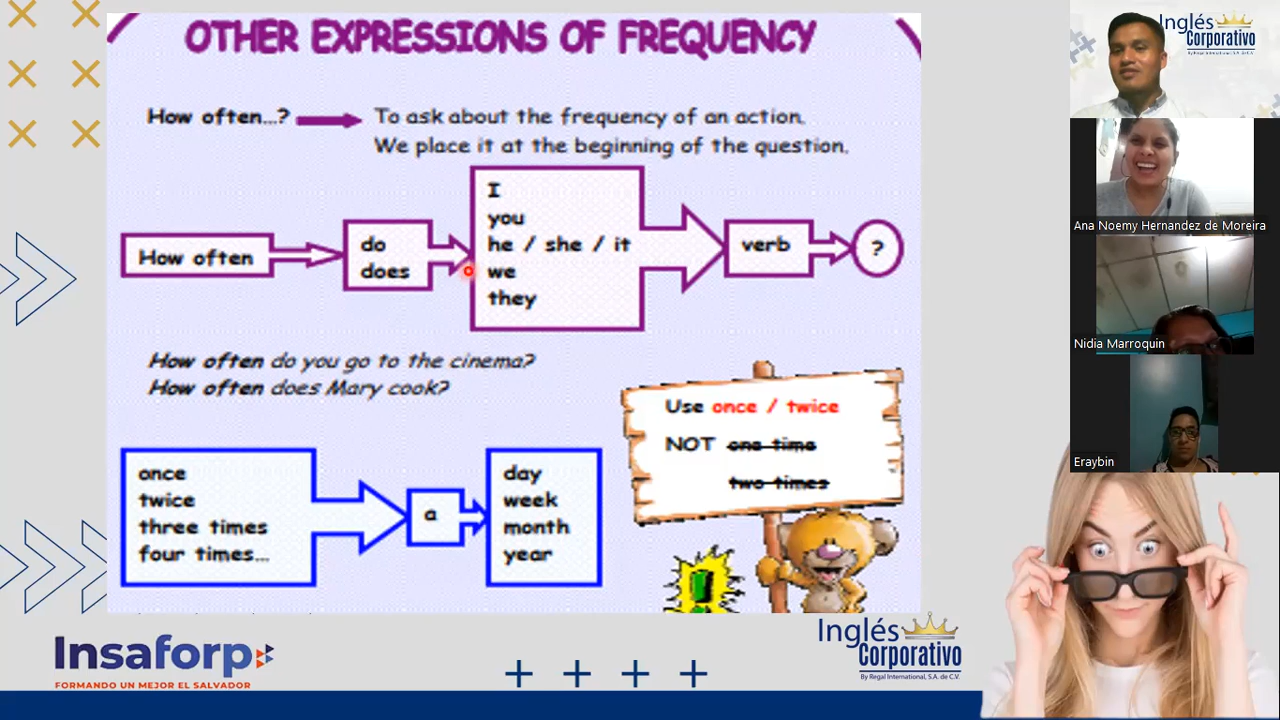 OTHER EXPRESSIONS OF FREQUENCY
How often...?
To ask about the frequency of an action.
We place it at the beginning of the question.
How often
do
does
I
you
he / she / it
we
they
verb
?
How often do you go to the cinema?
How often does Mary cook?
once
twice
three times
four times...
a
day
week
month
year
Use once / twice
NOT one time
two times
!
Insaforp
FORMANDO UN MEJOR EL SALVADOR
Inglés
Corporativo
By Regal International, S.A. de C.V.
Inglés
Corporativo
By Regal International, S.A. de C.V.
Ana Noemy Hernandez de Moreira
Nidia Marroquin
Eraybin